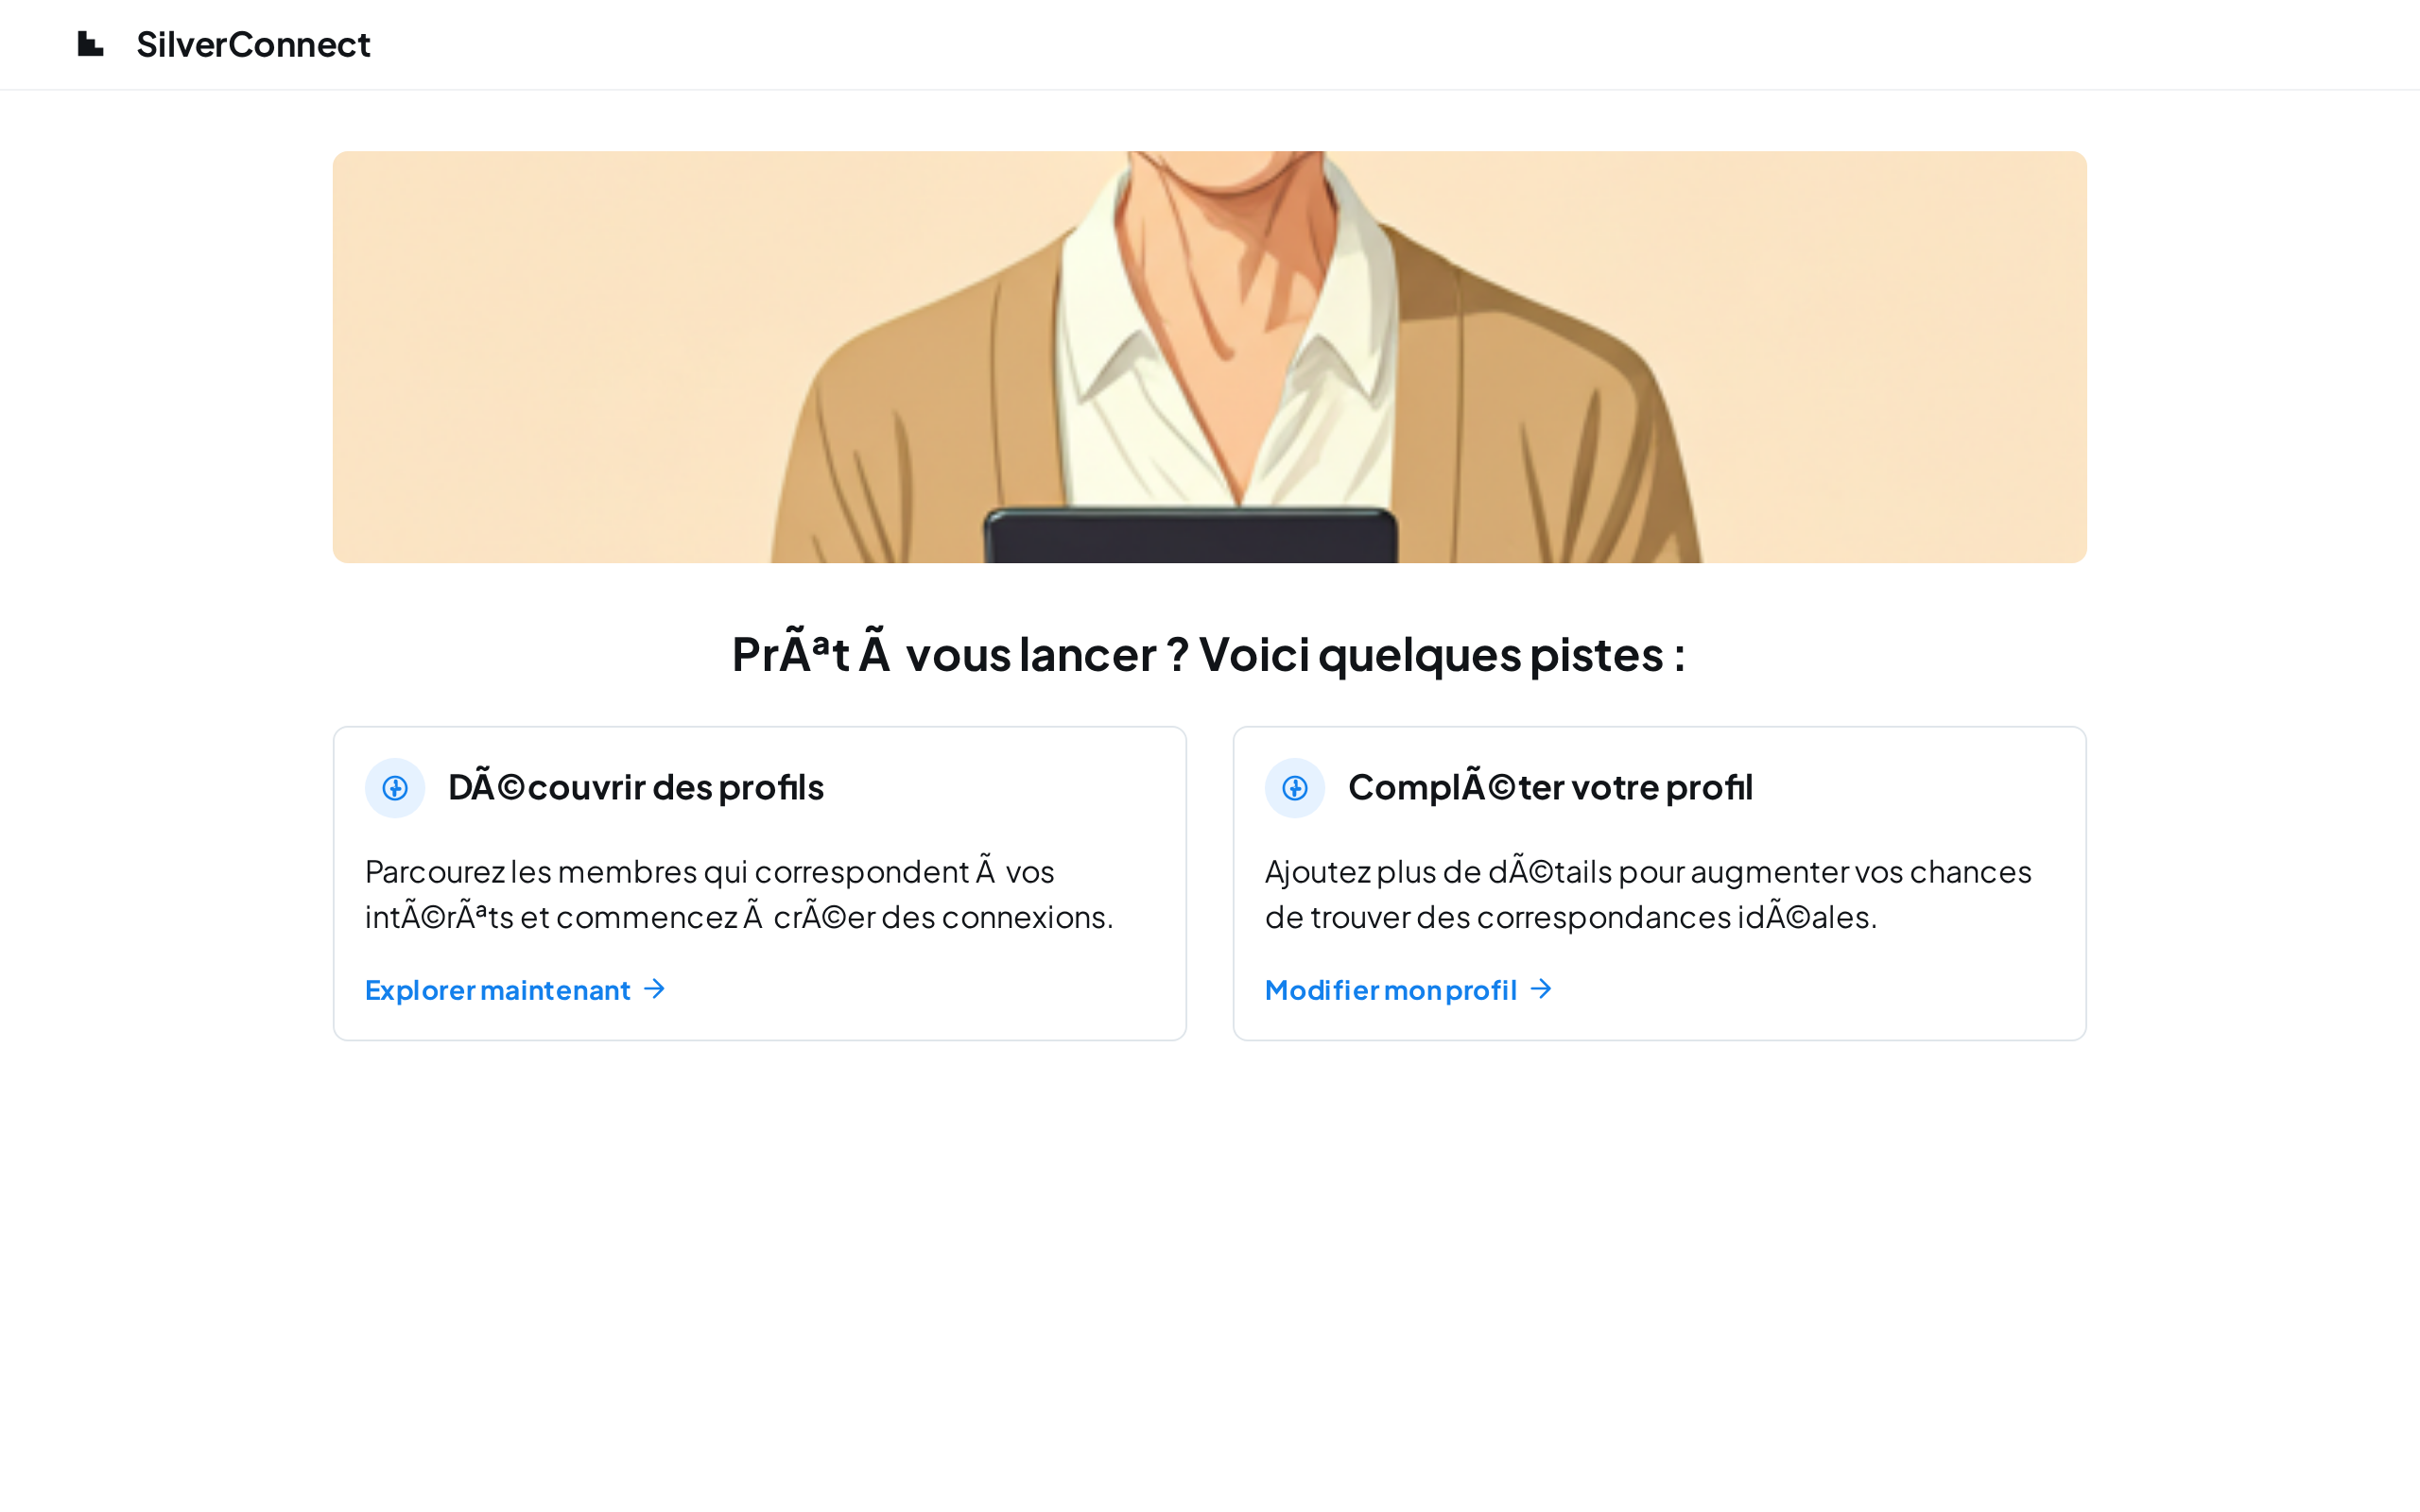 SilverConnect
PrÃªt Ã  vous lancer ? Voici quelques pistes :
DÃ©couvrir des profils
Parcourez les membres qui correspondent Ã  vos
intÃ©rÃªts et commencez Ã  crÃ©er des connexions.
Explorer maintenant →
ComplÃ©ter votre profil
Ajoutez plus de dÃ©tails pour augmenter vos chances
de trouver des correspondances idÃ©ales.
Modifier mon profil →